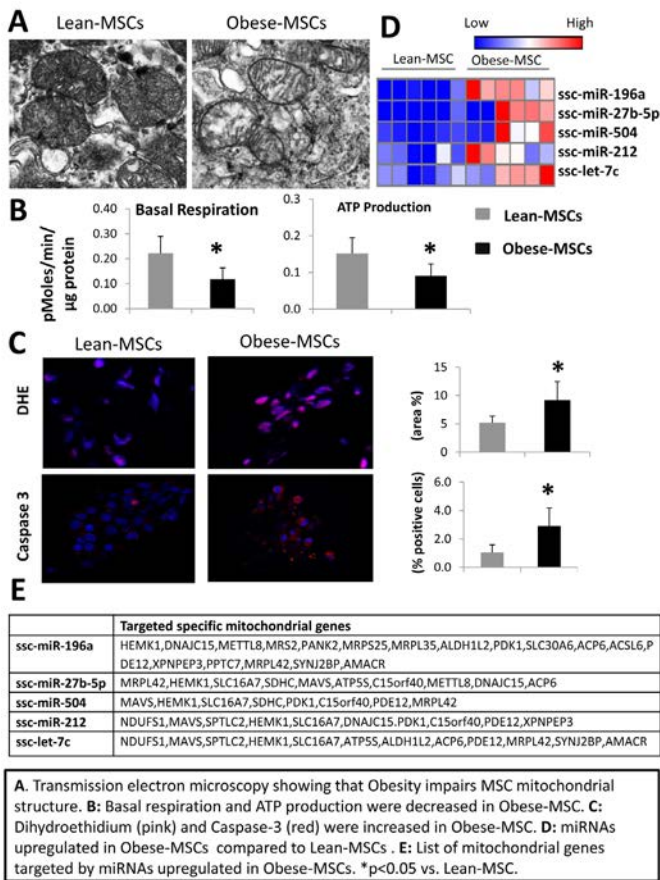 A
Lean-MSCs
Obese-MSCs
D
Low
High
Lean-MSC
Obese-MSC
ssc-miR-196a
ssc-miR-27b-5p
ssc-miR-504
ssc-miR-212
ssc-let-7c
B
Basal Respiration
ATP Production
pMoles/min/
µg protein
0.40
0.30
0.20
0.10
0.00
*
0.3
0.2
0.1
0.0
*
Lean-MSCs
Obese-MSCs
C
Lean-MSCs
Obese-MSCs
DHE
(area %)
15
10
5
0
*
Caspase 3
(% positive cells)
6.0
4.0
2.0
0.0
*
E
Targeted specific mitochondrial genes
ssc-miR-196a
HEMK1,DNAJC15,METTL8,MRS2,PANK2,MRPS25,MRPL35,ALDH1L2,PDK1,SLC30A6,ACP6,ACSL6,P
DE12,XPNPEP3,PPTC7,MRPL42,SYNJ2BP,AMACR
ssc-miR-27b-5p
MRPL42,HEMK1,SLC16A7,SDHC,MAVS,ATP5S,C15orf40,METTL8,DNAJC15,ACP6
ssc-miR-504
MAVS,HEMK1,SLC16A7,SDHC,PDK1,C15orf40,PDE12,MRPL42
ssc-miR-212
NDUFS1,MAVS,SPTLC2,HEMK1,SLC16A7,DNAJC15.PDK1,C15orf40,PDE12,XPNPEP3
ssc-let-7c
NDUFS1,MAVS,SPTLC2,HEMK1,SLC16A7,ATP5S,ALDH1L2,ACP6,PDE12,MRPL42,SYNJ2BP,AMACR
A. Transmission electron microscopy showing that Obesity impairs MSC mitochondrial
structure. B: Basal respiration and ATP production were decreased in Obese-MSC. C:
Dihydroethidium (pink) and Caspase-3 (red) were increased in Obese-MSC. D: miRNAs
upregulated in Obese-MSCs compared to Lean-MSCs . E: List of mitochondrial genes
targeted by miRNAs upregulated in Obese-MSCs. *p<0.05 vs. Lean-MSC.